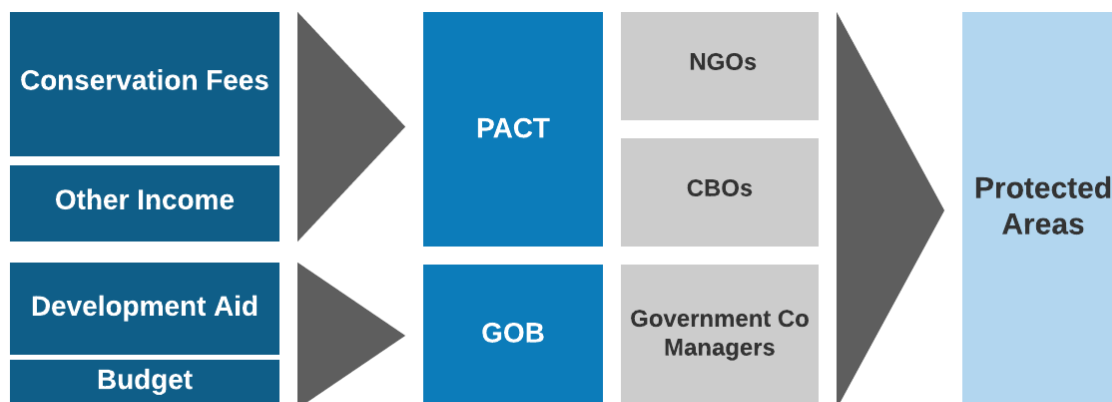 Conservation Fees
Other Income
Development Aid
Budget
PACT
GOB
NGOs
CBOs
Government Co
Managers
Protected
Areas